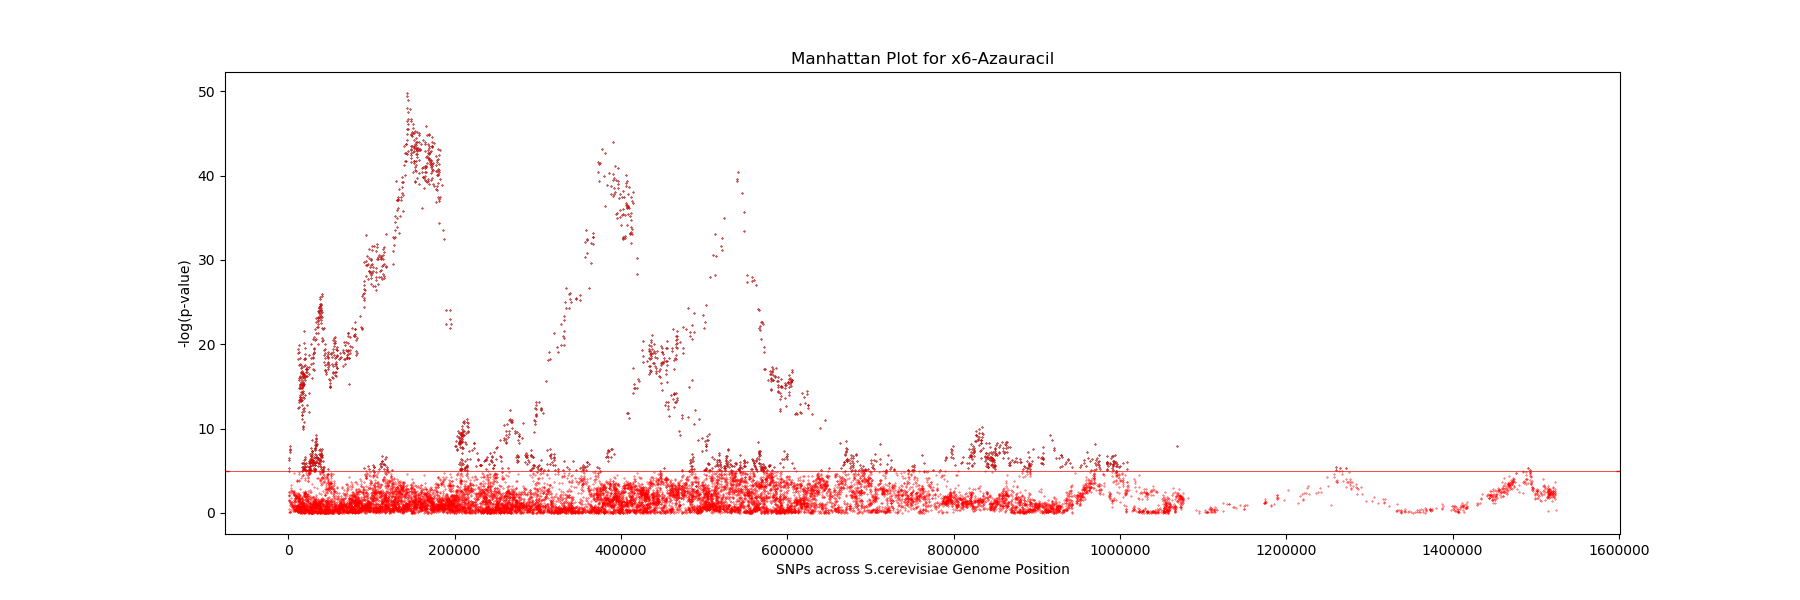 Manhattan Plot for x6-Azauracil
-log(p-value)
50
40
30
20
10
0
0 200000 400000 600000 800000 1000000 1200000 1400000 1600000
SNPs across S.cerevisiae Genome Position